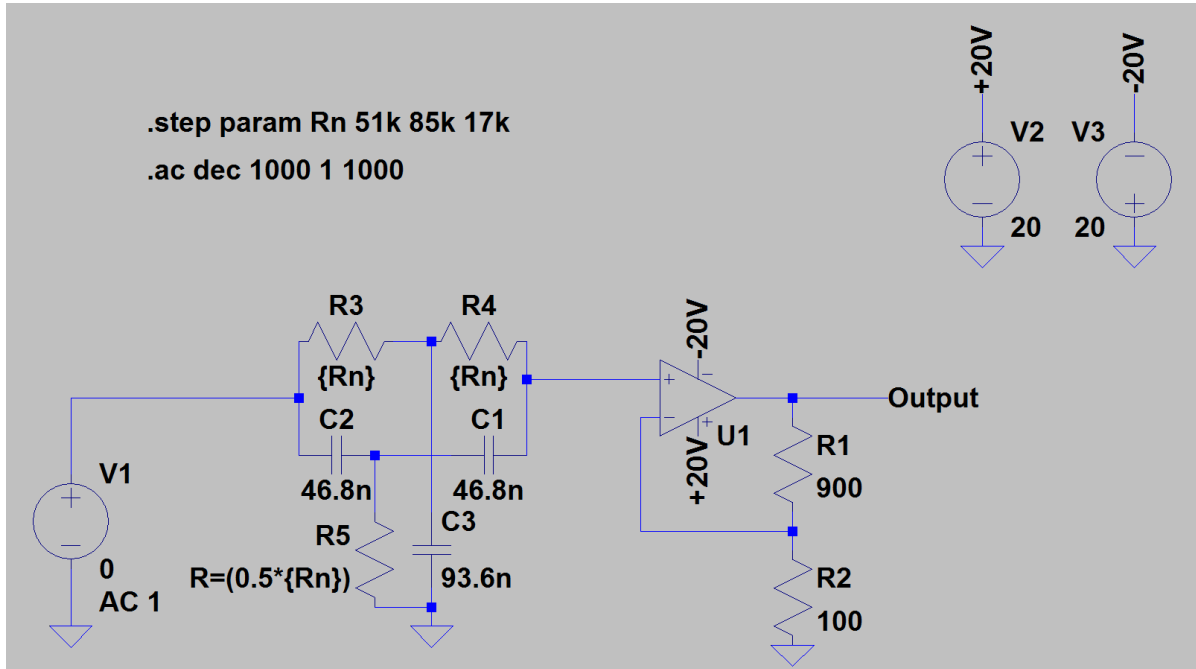 .step param Rn 51k 85k 17k
.ac dec 1000 1 1000
+20V
-20V
V2
V3
+
−
−
+
20
20
R3
R4
{Rn}
{Rn}
C2
C1
46.8n
46.8n
V1
+
−
0
AC 1
R5
R=(0.5*{Rn})
C3
93.6n
-20V
+
−
−
+
U1
+20V
Output
R1
900
R2
100